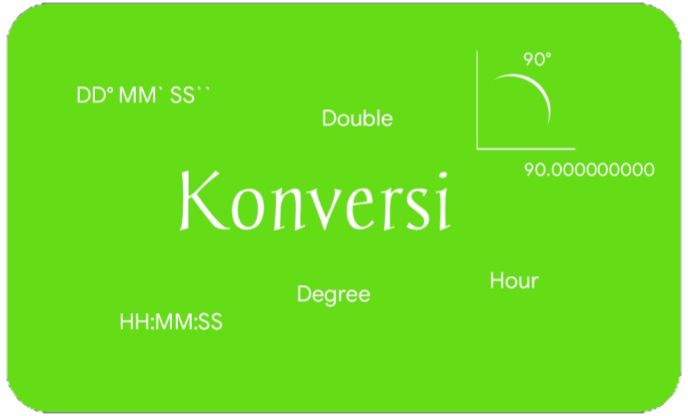 90°
DD° MM` SS``
Double
90.000000000
Konversi
Hour
Degree
HH:MM:SS